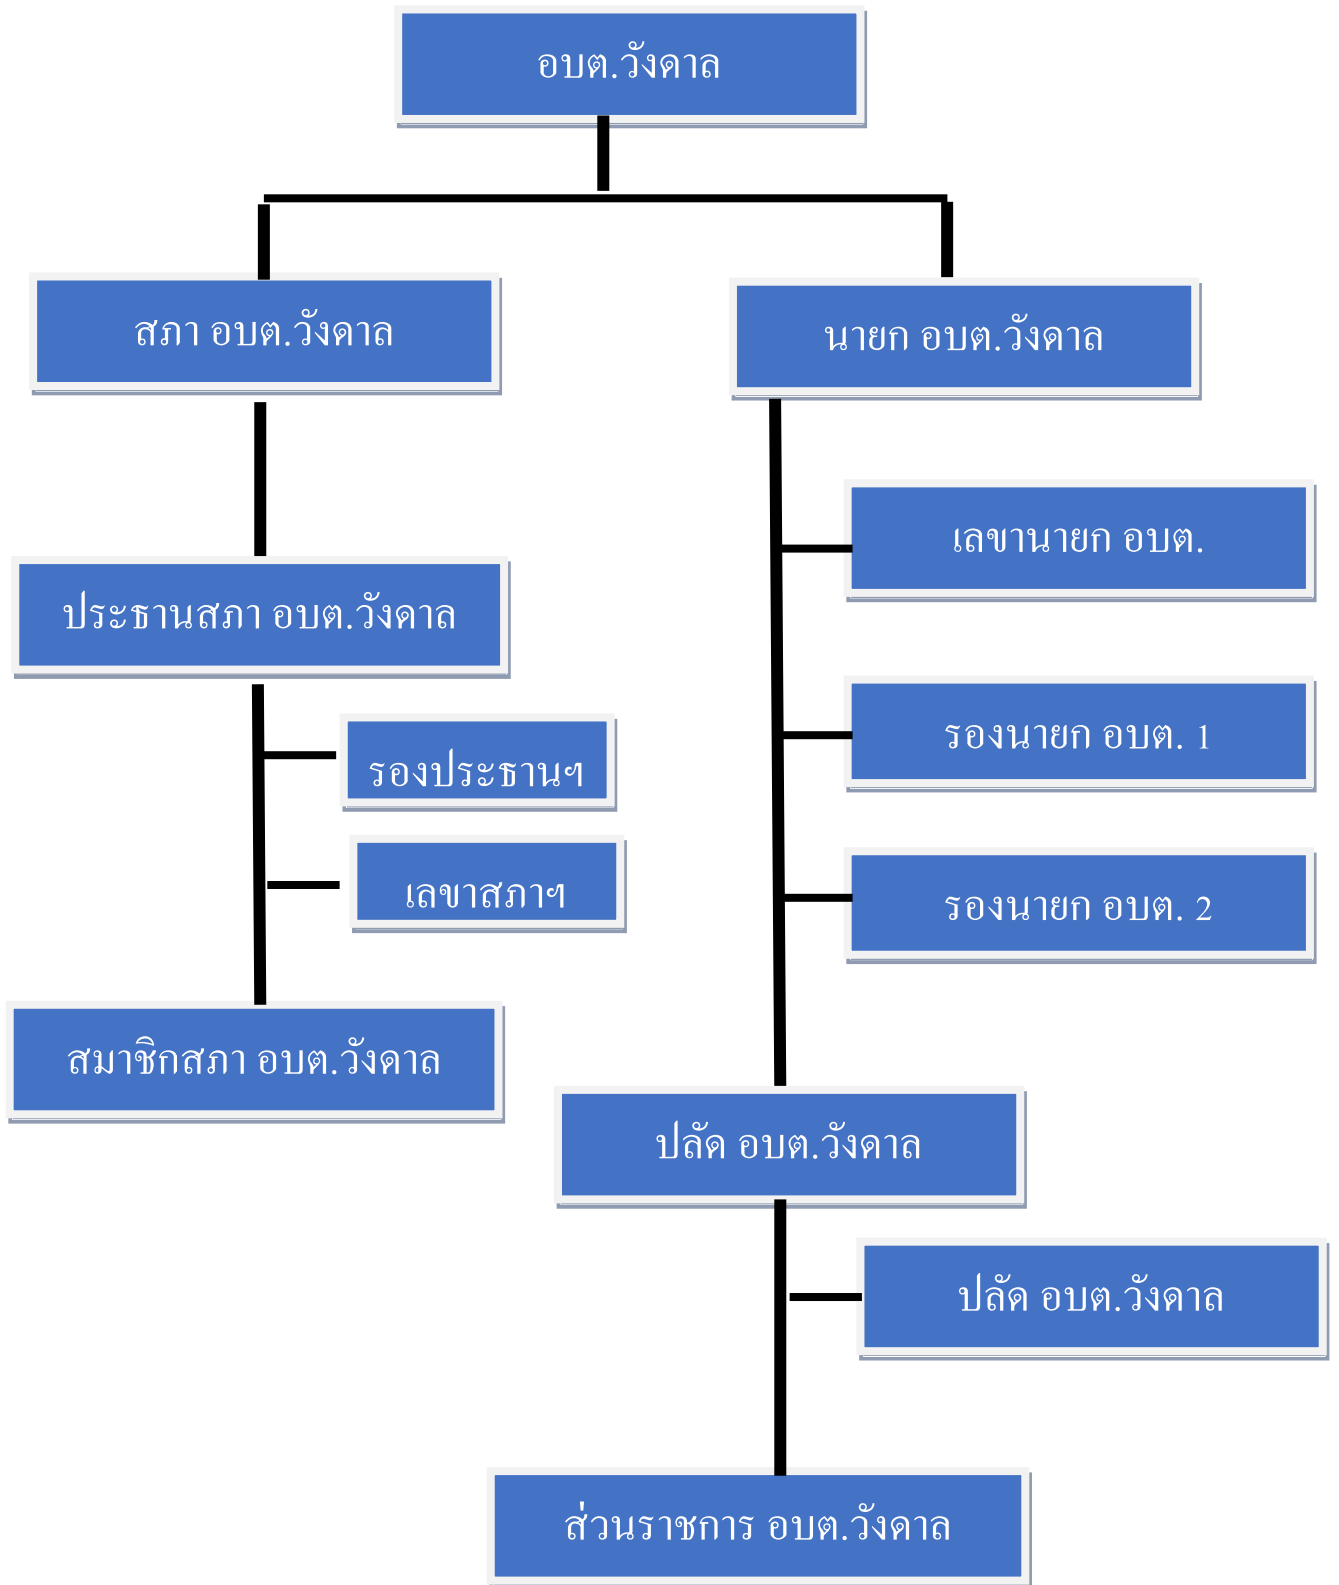 อบต.วังดาล
สภา อบต.วังดาล
นายก อบต.วังดาล
เลขานายก อบต.
ประธานสภา อบต.วังดาล
รองนายก อบต. 1
รองประธานฯ
เลขาสภาฯ
รองนายก อบต. 2
สมาชิกสภา อบต.วังดาล
ปลัด อบต.วังดาล
ปลัด อบต.วังดาล
ส่วนราชการ อบต.วังดาล